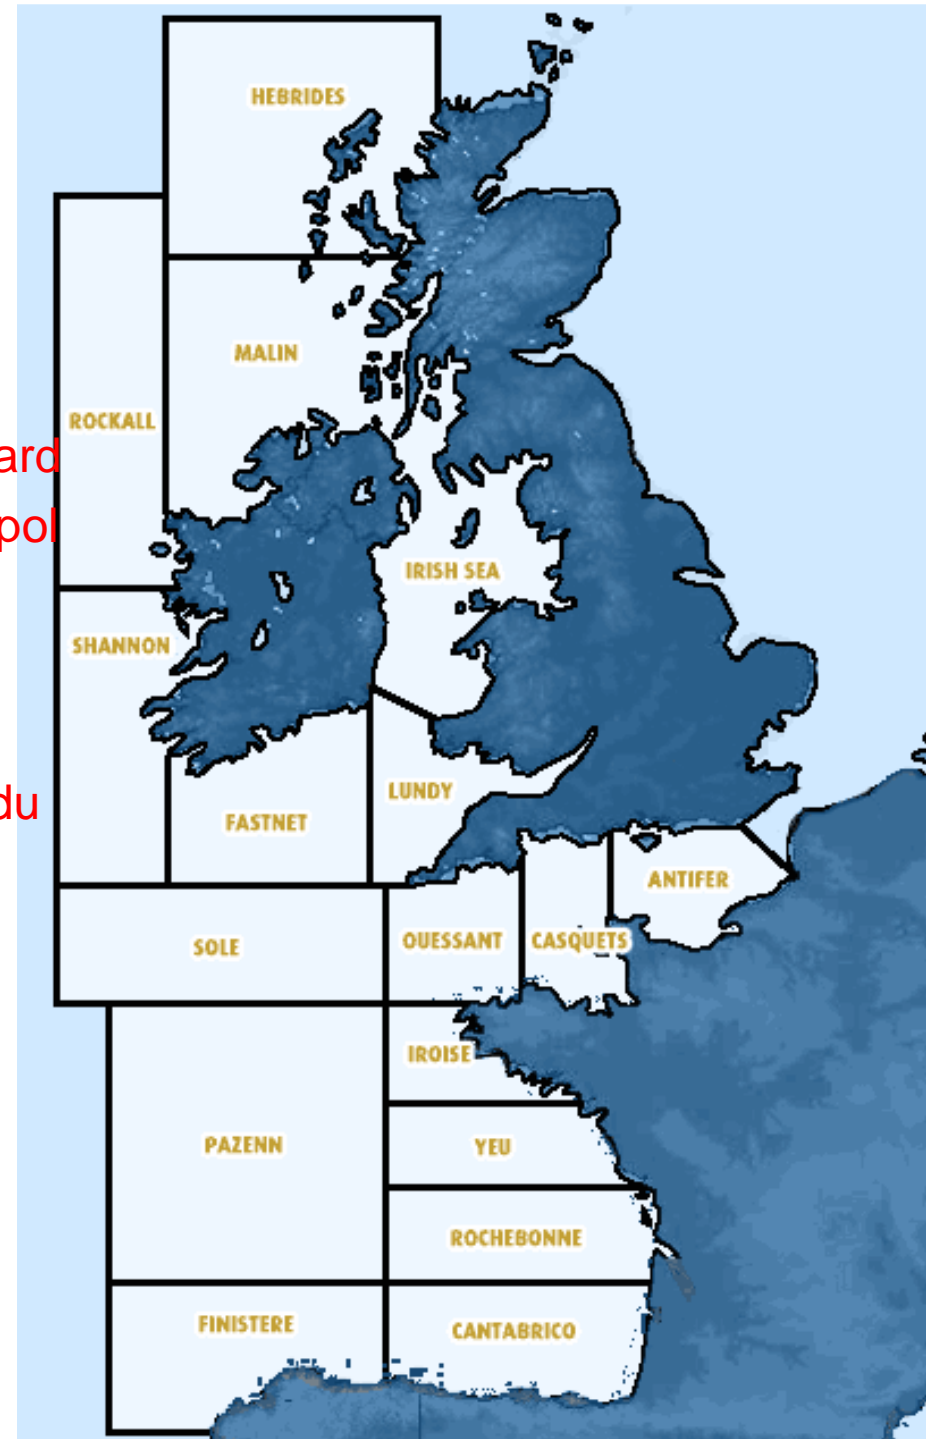 HEBRIDES
MALIN
ROCKALL
ard
pol
IRISH SEA
SHANNON
LUNDY
du
FASTNET
ANTIFER
SOLE
OUESSANT
CASQUETS
IROISE
PAZENN
YEU
ROCHEBONNE
FINISTERE
CANTABRICO